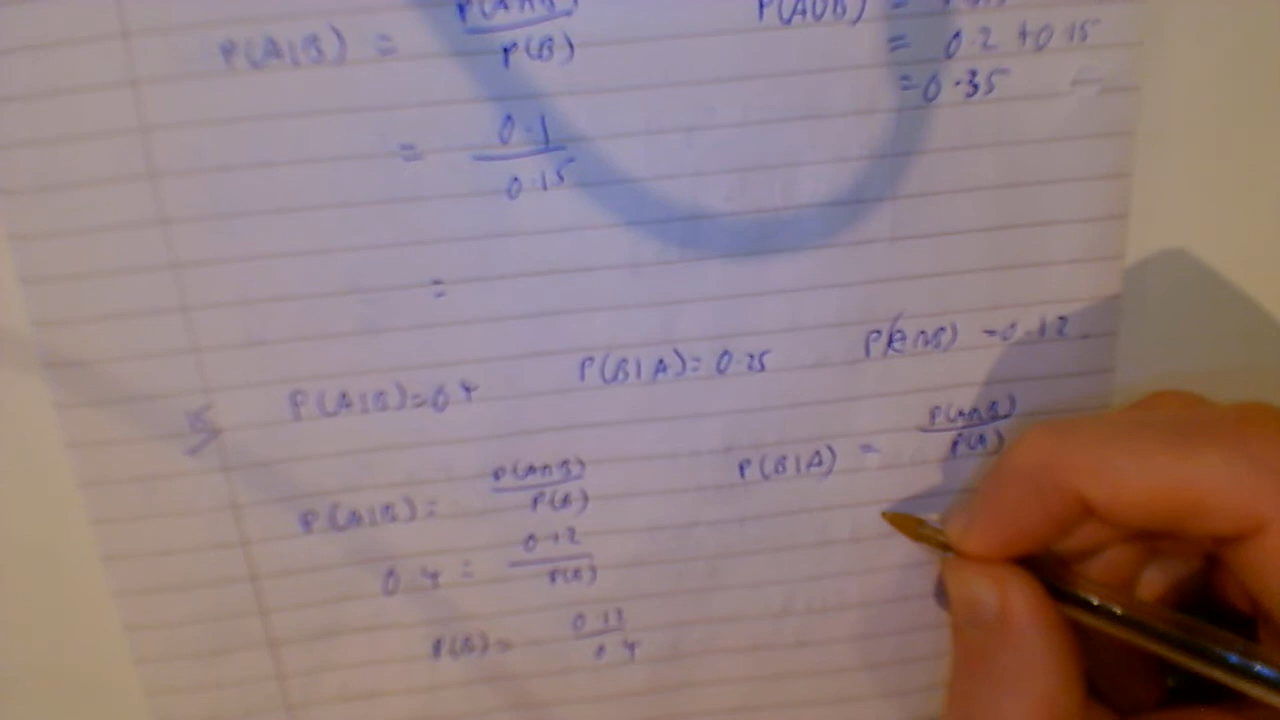 P(A|B) = P(A∩B) / P(B)
P(A∪B) =
= 0.2 + 0.15
= 0.35
= 0.1 / 0.15
=
5) P(A|B) = 0.4 P(B|A) = 0.25 P(A∩B) = 0.12
P(A|B) = P(A∩B) / P(B) P(B|A) = P(A∩B) / P(A)
0.4 = 0.12 / P(B)
P(B) = 0.12 / 0.4